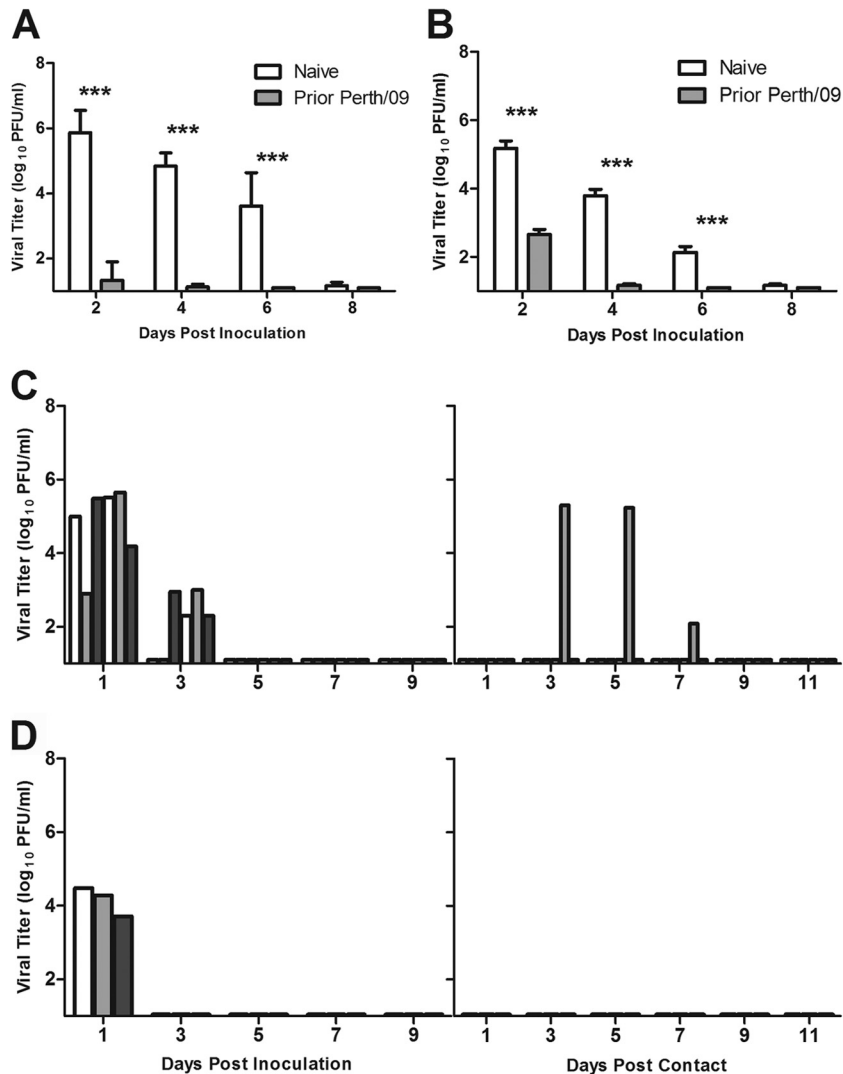 A
Viral Titer (log10 PFU/ml)
8
6
4
2
Naive
Prior Perth/09
***
***
***
2 4 6 8
Days Post Inoculation
B
Viral Titer (log10 PFU/ml)
8
6
4
2
Naive
Prior Perth/09
***
***
***
2 4 6 8
Days Post Inoculation
C
Viral Titer (log10 PFU/ml)
8
6
4
2
1 3 5 7 9
1 3 5 7 9 11
D
Viral Titer (log10 PFU/ml)
8
6
4
2
1 3 5 7 9
Days Post Inoculation
1 3 5 7 9 11
Days Post Contact